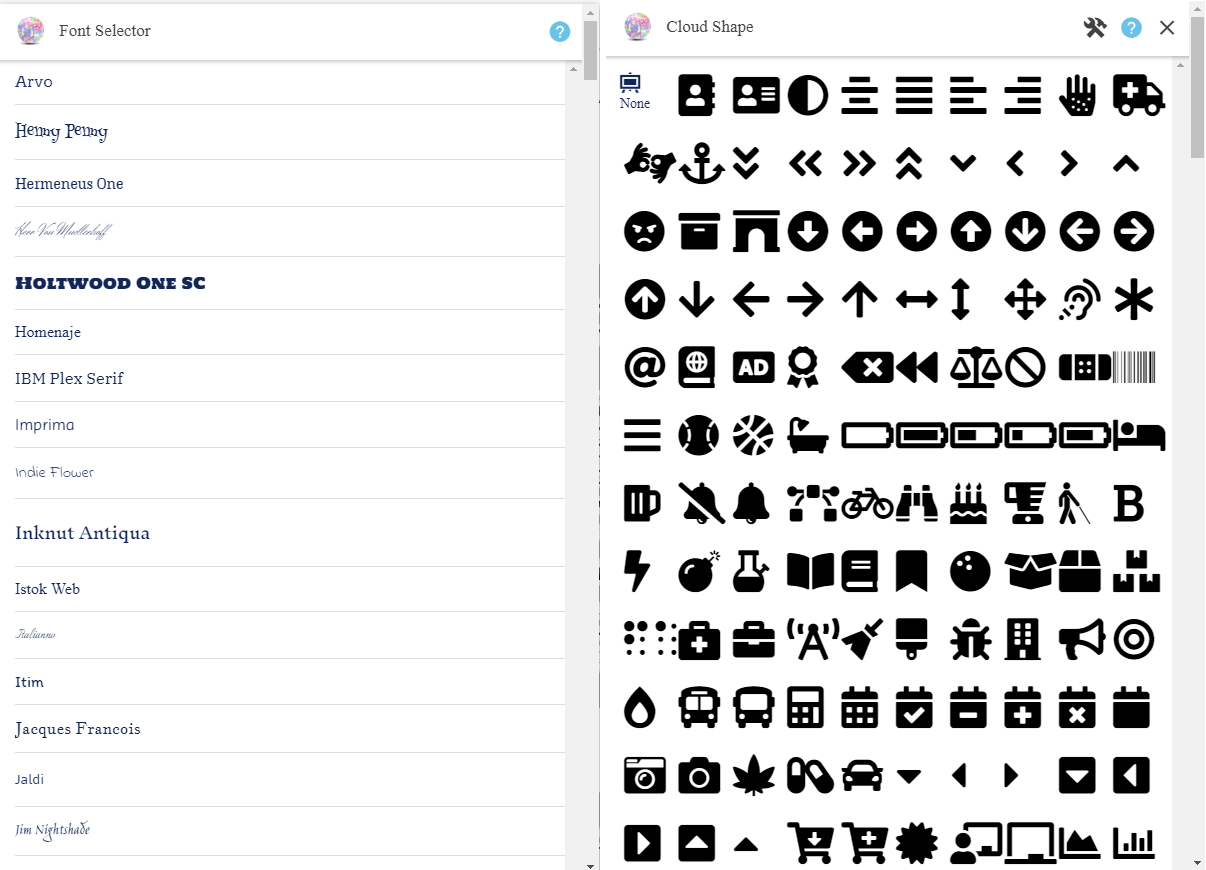 Font Selector
?
Arvo
Henny Penny
Hermeneus One
Herr Von Muellerhoff
Holtwood One SC
Homenaje
IBM Plex Serif
Imprima
Indie Flower
Inknut Antiqua
Istok Web
Italianno
Itim
Jacques Francois
Jaldi
Jim Nightshade
Cloud Shape
?
None
@
AD
B